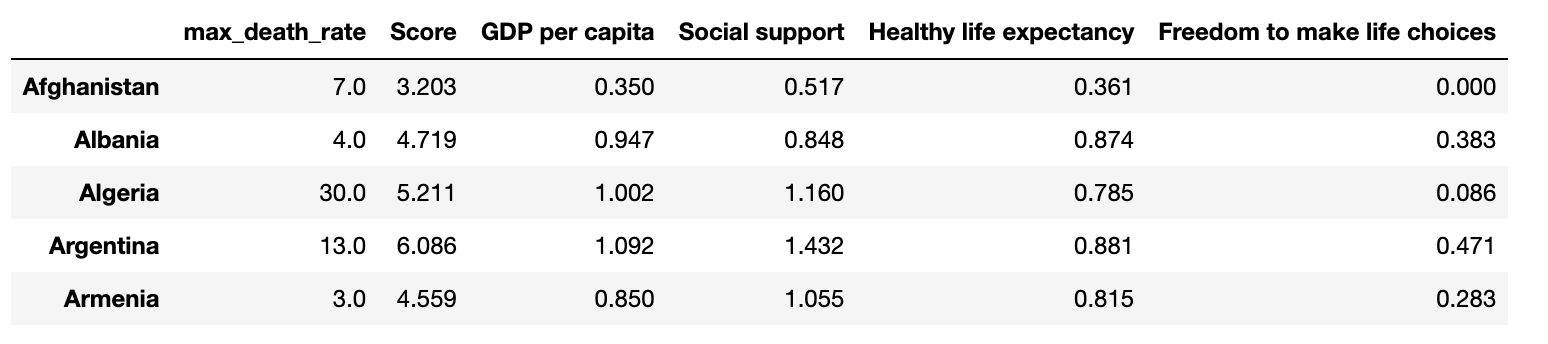 max_death_rate Score GDP per capita Social support Healthy life expectancy Freedom to make life choices
Afghanistan 7.0 3.203 0.350 0.517 0.361 0.000
Albania 4.0 4.719 0.947 0.848 0.874 0.383
Algeria 30.0 5.211 1.002 1.160 0.785 0.086
Argentina 13.0 6.086 1.092 1.432 0.881 0.471
Armenia 3.0 4.559 0.850 1.055 0.815 0.283